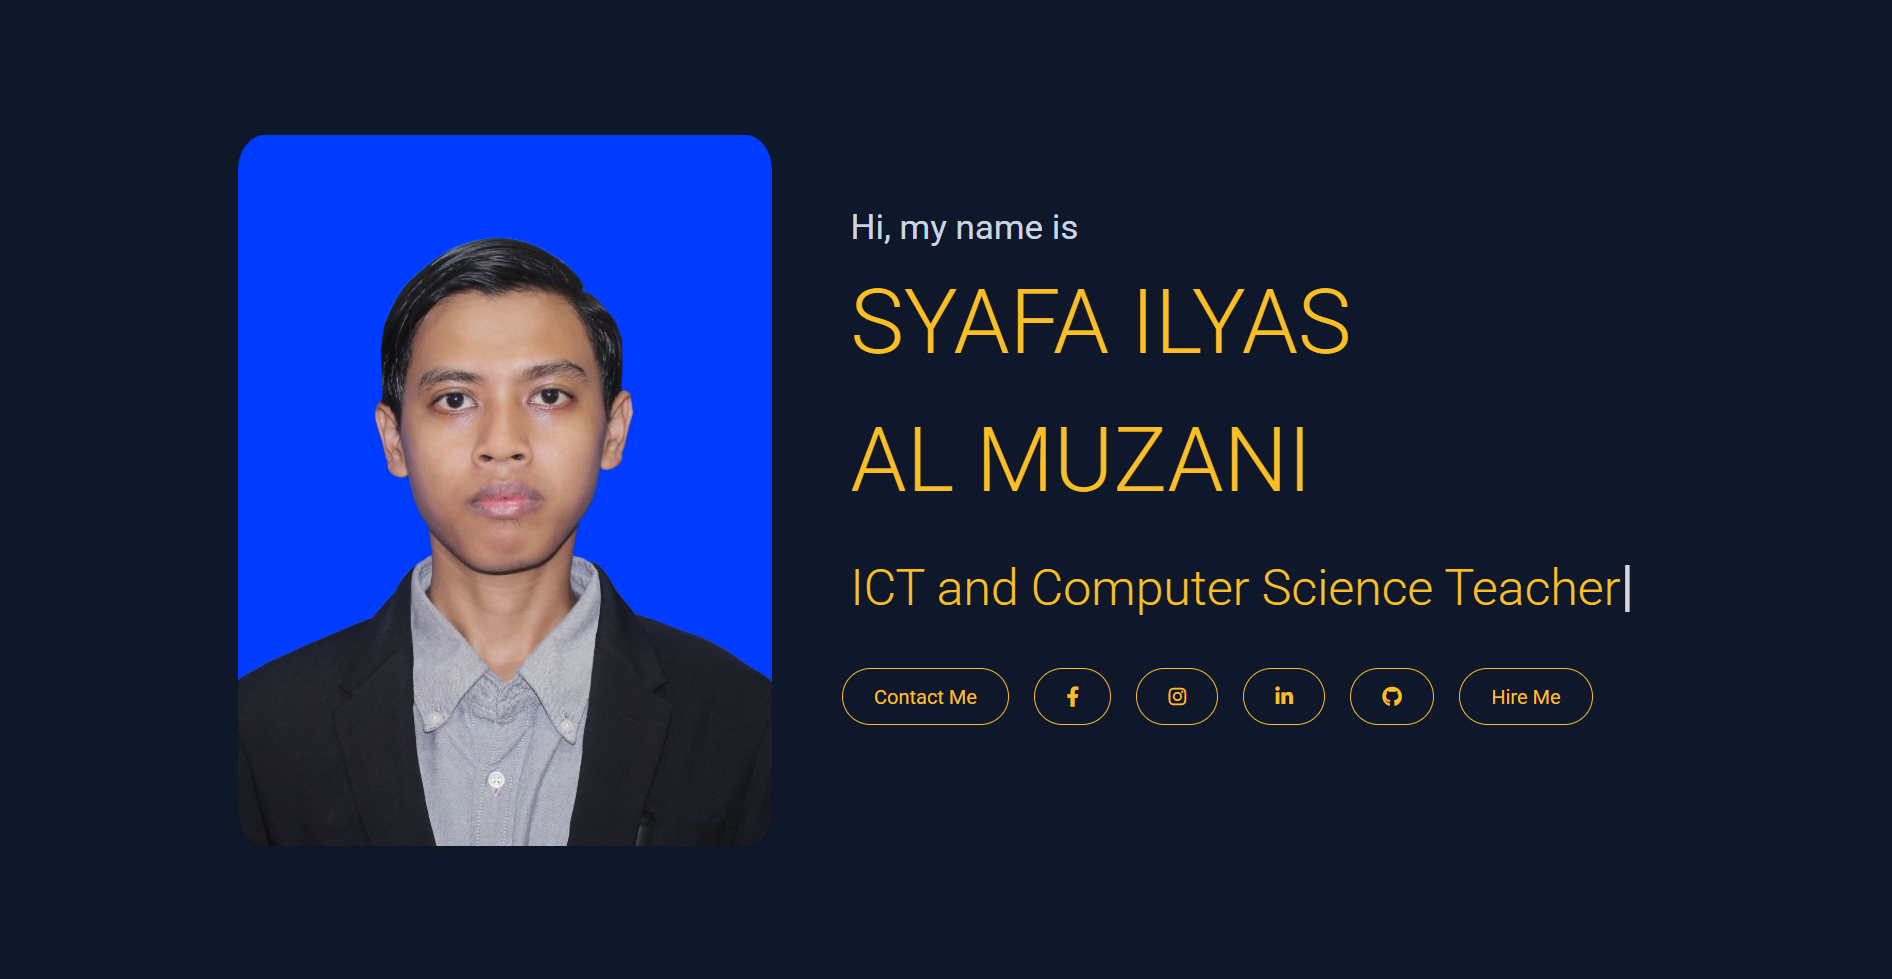 Hi, my name is
SYAFA ILYAS
AL MUZANI
ICT and Computer Science Teacher
Contact Me
Hire Me